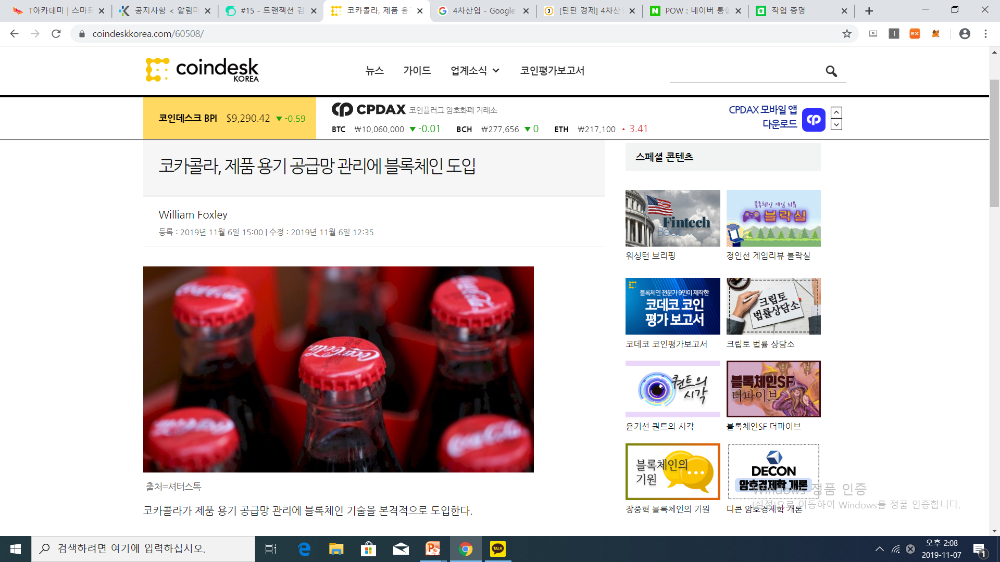 T아카데미 | 스마트
공지사항 < 알림마
#15 - 트랜잭션 검
코카콜라, 제품 용기
4차산업 - Google
[틴틴 경제] 4차산업
POW : 네이버 통합
작업 증명
coindeskkorea.com/60508/
coindesk
KOREA
뉴스
가이드
업계소식
코인평가보고서
코인데스크 BPI $9,290.42 ▼ -0.59
CPDAX 코인플러그 암호화폐 거래소
BTC ₩10,060,000 ▼ -0.01 BCH ₩277,656 ▼ 0 ETH ₩217,100 ▲ 3.41
CPDAX 모바일 앱
다운로드
코카콜라, 제품 용기 공급망 관리에 블록체인 도입
William Foxley
등록 : 2019년 11월 6일 15:00 | 수정 : 2019년 11월 6일 12:35
Coca-Cola
출처=셔터스톡
코카콜라가 제품 용기 공급망 관리에 블록체인 기술을 본격적으로 도입한다.
스페셜 콘텐츠
Fintech
Beat
워싱턴 브리핑
블록체인 게임 리뷰
블락실
정인선 게임리뷰 블락실
블록체인 전문가 9인이 제작한
코데코 코인
평가 보고서
코데코 코인평가보고서
크립토
법률상담소
크립토 법률 상담소
퀀트의
시각
윤기선 퀀트의 시각
블록체인SF
더파이브
블록체인SF 더파이브
블록체인의
기원
장중혁 블록체인의 기원
DECON
암호경제학 개론
디콘 암호경제학 개론
Windows 정품 인증
[설정]으로 이동하여 Windows를 정품 인증합니다.
검색하려면 여기에 입력하십시오.
TALK
오후 2:08
2019-11-07
1